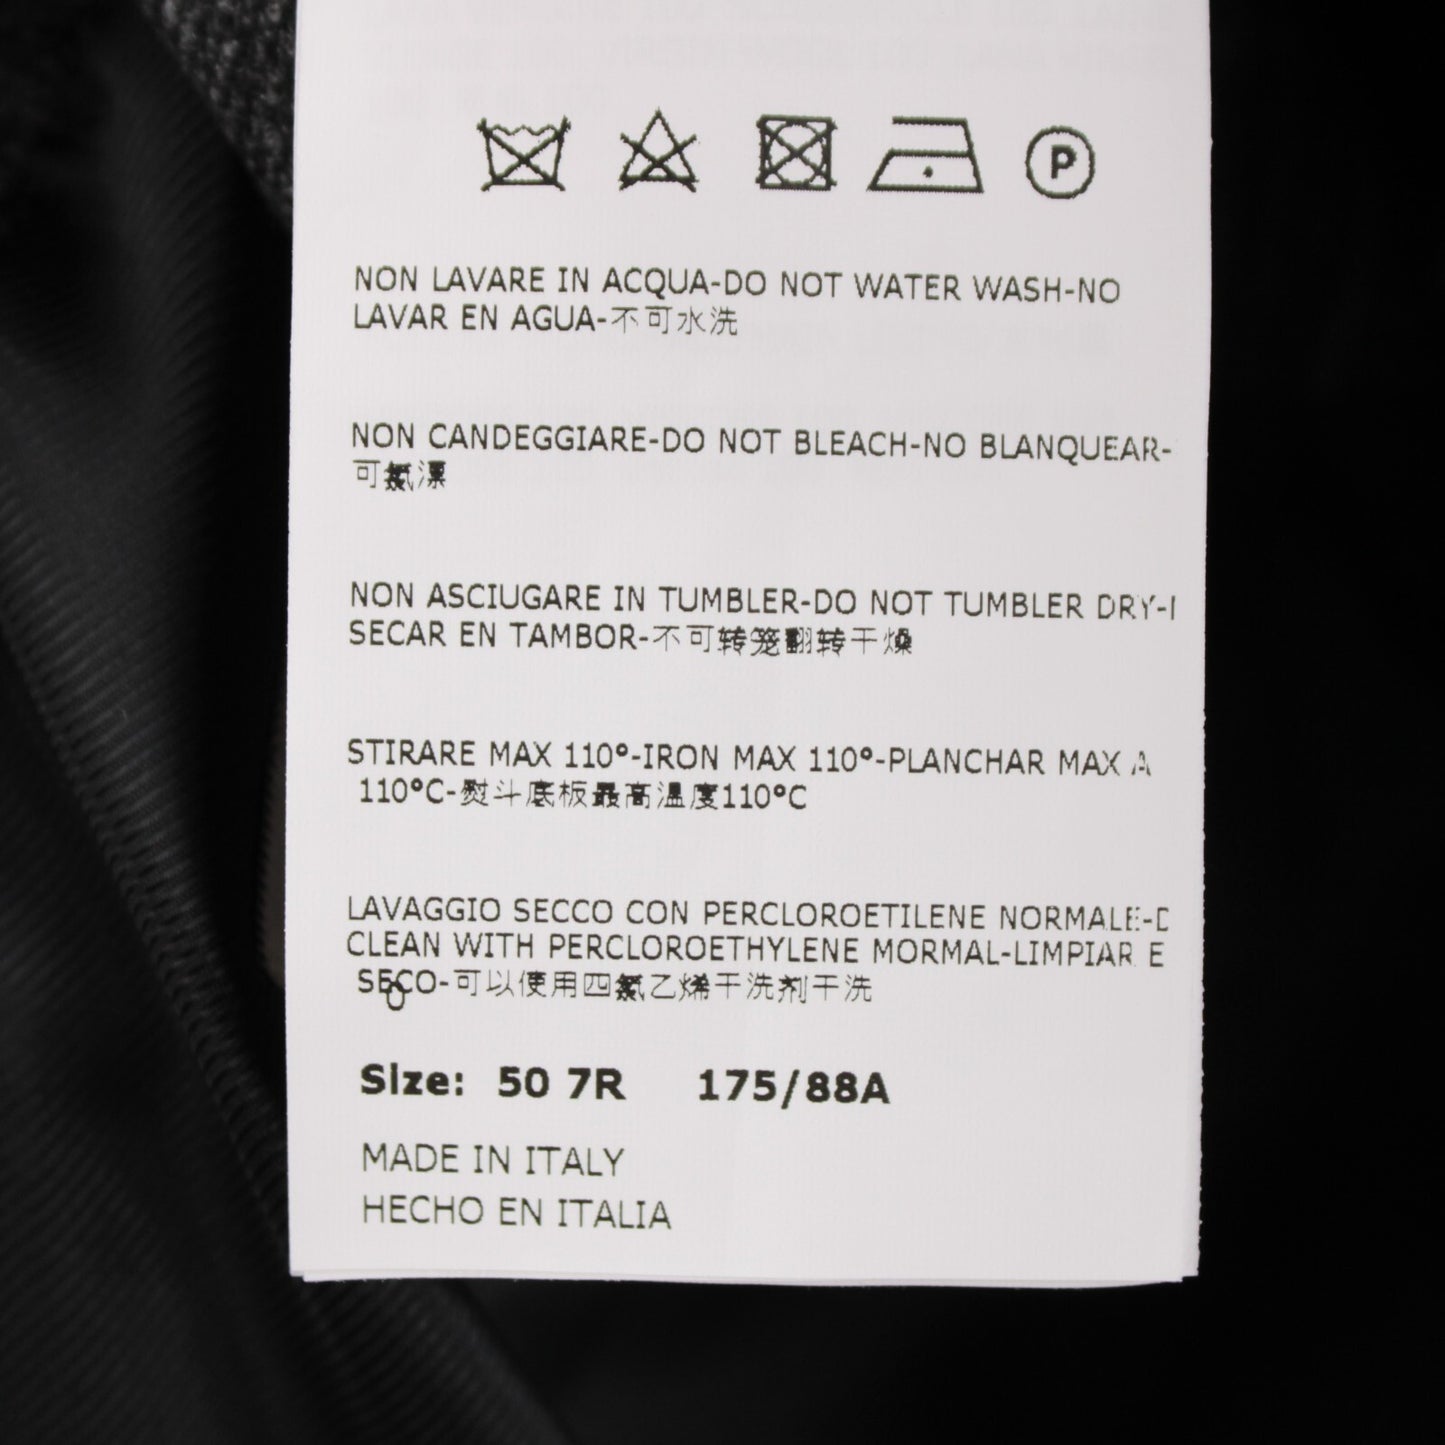 P
NON LAVARE IN ACQUA-DO NOT WATER WASH-NO
LAVAR EN AGUA-不可水洗
NON CANDEGGIARE-DO NOT BLEACH-NO BLANQUEAR-
可氯漂
NON ASCIUGARE IN TUMBLER-DO NOT TUMBLER DRY-
SECAR EN TAMBOR-不可转笼翻转干燥
STIRARE MAX 110°-IRON MAX 110°-PLANCHAR MAX A
110°C-熨斗底板最高温度110°C
LAVAGGIO SECCO CON PERCLOROETILENE NORMALE-D
CLEAN WITH PERCLOROETHYLENE MORMAL-LIMPIAR E
SECO-可以使用四氯乙烯干洗剂干洗
Size: 50 7R 175/88A
MADE IN ITALY
HECHO EN ITALIA